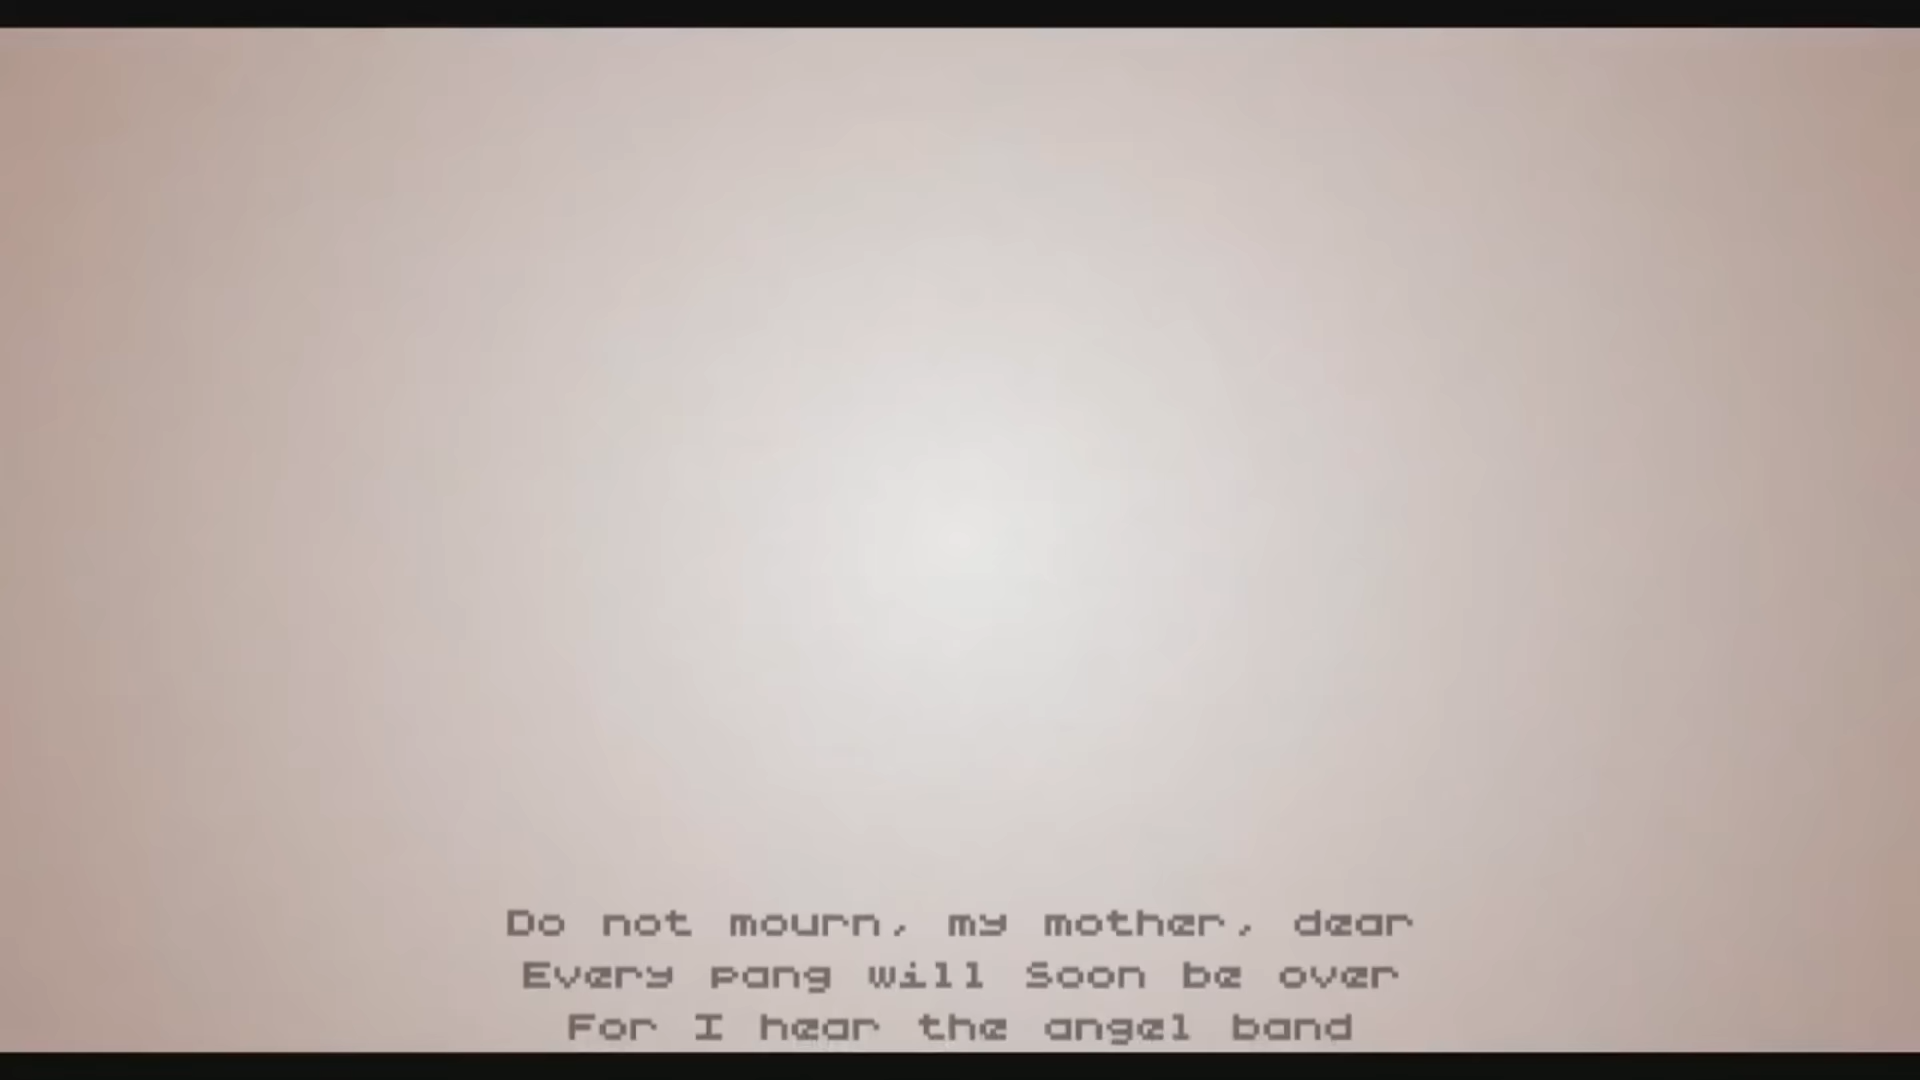 Do not mourn, my mother, dear
Every pang will Soon be over
For I hear the angel band